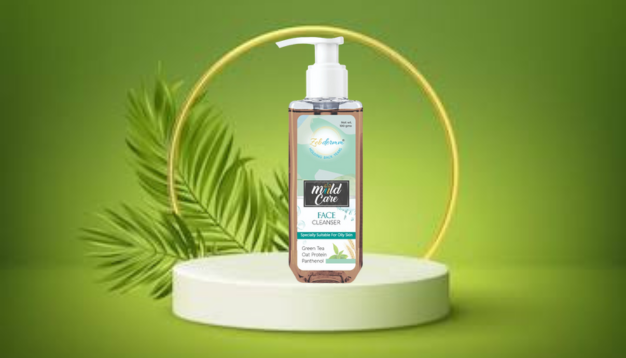 Mild
Care
FACE
CLEANSER
Specially Suitable For Oily Skin
Green Tea
Oat Protein
Panthenol